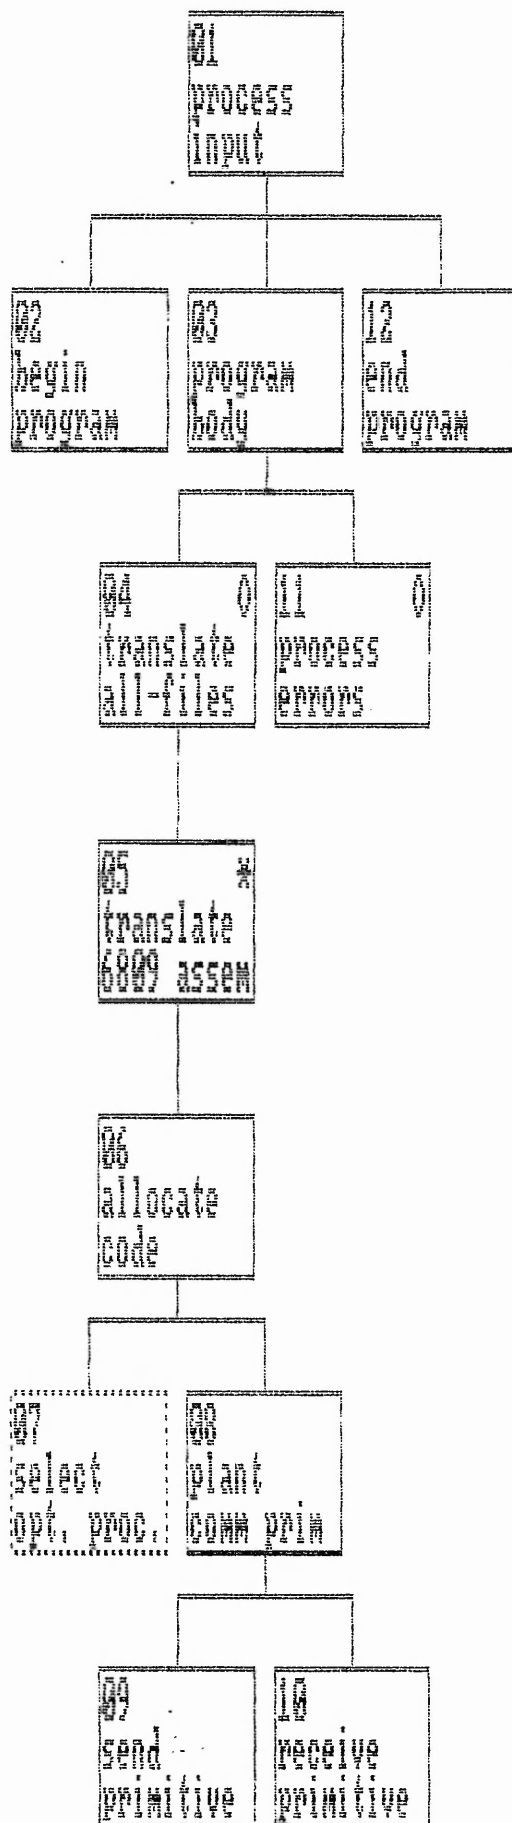 01
process
input
02
begin
program
03
program
body
12
end
program
04 0
translate
all-files
11 0
process
errors
05 *
translate
6809 assem
06
allocate
code
07
select
opt. proc.
08
plant
comm prim
09
send
primitive
10
receive
primitive